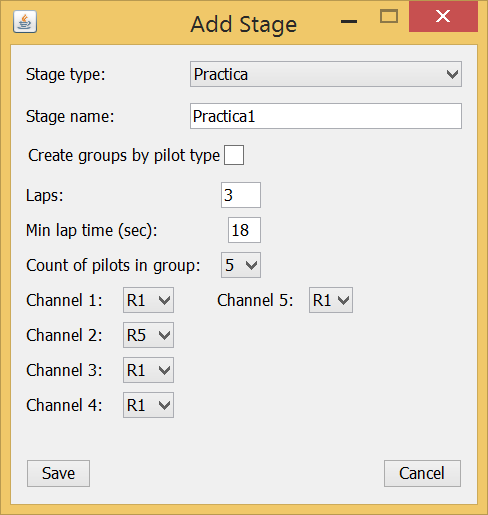 Add Stage
Stage type: Practica
Stage name: Practica1
Create groups by pilot type
Laps: 3
Min lap time (sec): 18
Count of pilots in group: 5
Channel 1: R1 Channel 5: R1
Channel 2: R5
Channel 3: R1
Channel 4: R1
Save Cancel